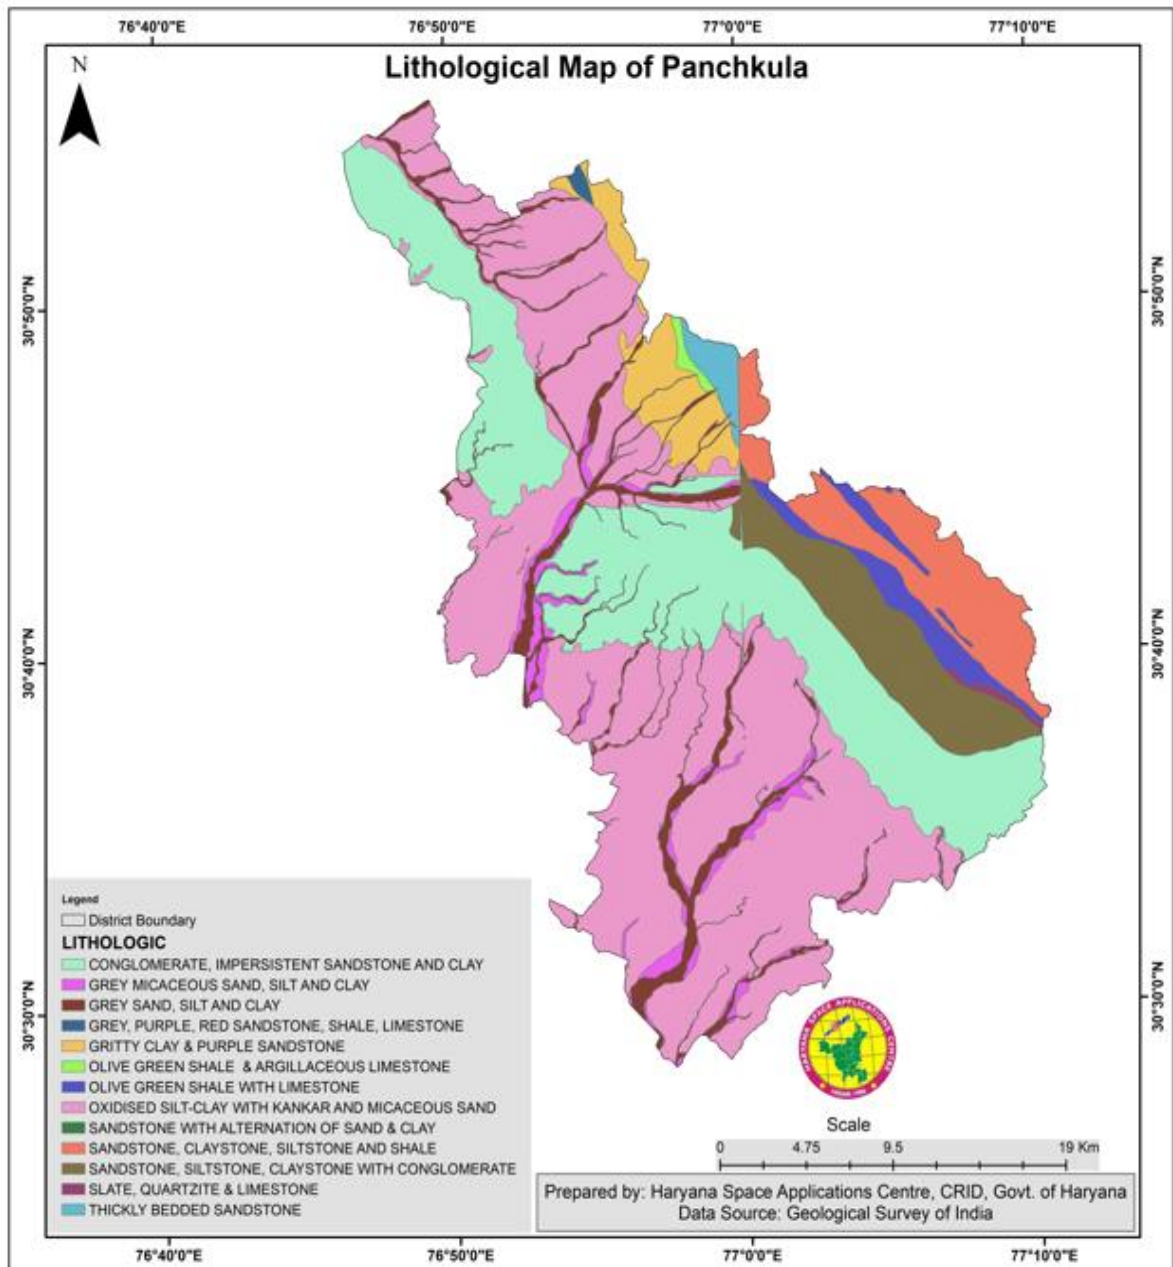 76°40'0"E 76°50'0"E 77°0'0"E 77°10'0"E
Lithological Map of Panchkula
N
30°50'0"N
30°50'0"N
30°40'0"N
30°40'0"N
30°30'0"N
30°30'0"N
Legend
District Boundary
LITHOLOGIC
CONGLOMERATE, IMPERSISTENT SANDSTONE AND CLAY
GREY MICACEOUS SAND, SILT AND CLAY
GREY SAND, SILT AND CLAY
GREY, PURPLE, RED SANDSTONE, SHALE, LIMESTONE
GRITTY CLAY & PURPLE SANDSTONE
OLIVE GREEN SHALE & ARGILLACEOUS LIMESTONE
OLIVE GREEN SHALE WITH LIMESTONE
OXIDISED SILT-CLAY WITH KANKAR AND MICACEOUS SAND
SANDSTONE WITH ALTERNATION OF SAND & CLAY
SANDSTONE, CLAYSTONE, SILTSTONE AND SHALE
SANDSTONE, SILTSTONE, CLAYSTONE WITH CONGLOMERATE
SLATE, QUARTZITE & LIMESTONE
THICKLY BEDDED SANDSTONE
HARYANA SPACE APPLICATIONS CENTRE
Scale
0 4.75 9.5 19 Km
Prepared by: Haryana Space Applications Centre, CRID, Govt. of Haryana
Data Source: Geological Survey of India
76°40'0"E 76°50'0"E 77°0'0"E 77°10'0"E